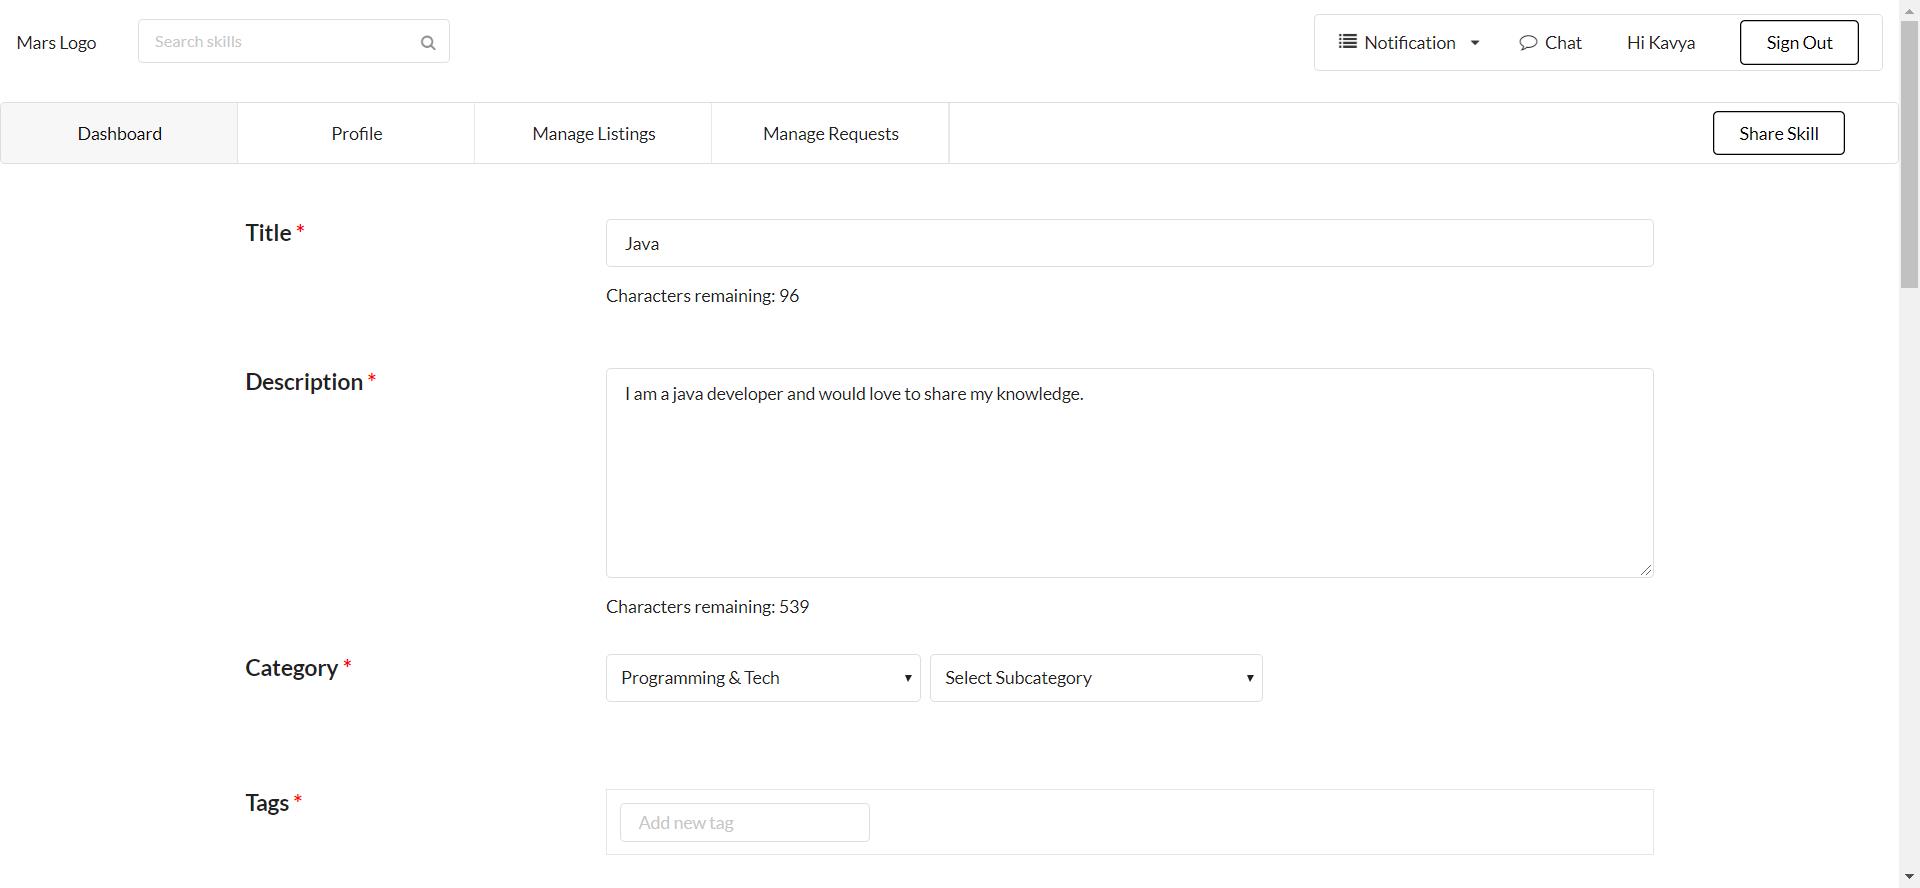 Mars Logo
Search skills
Notification
Chat
Hi Kavya
Sign Out
Dashboard
Profile
Manage Listings
Manage Requests
Share Skill
Title *
Java
Characters remaining: 96
Description *
I am a java developer and would love to share my knowledge.
Characters remaining: 539
Category *
Programming & Tech
Select Subcategory
Tags *
Add new tag